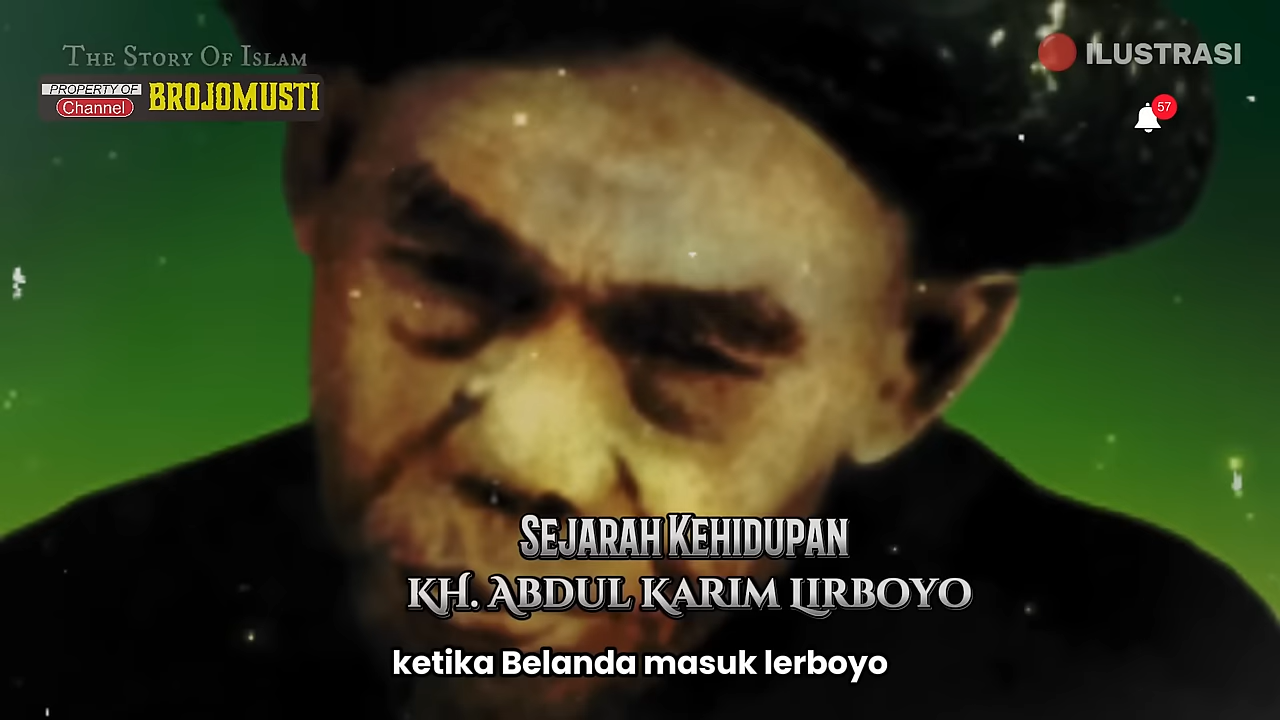 The Story Of Islam
PROPERTY OF
Channel
BROJOMUSTI
ILUSTRASI
57
Sejarah Kehidupan
KH. Abdul Karim Lirboyo
ketika Belanda masuk lerboyo